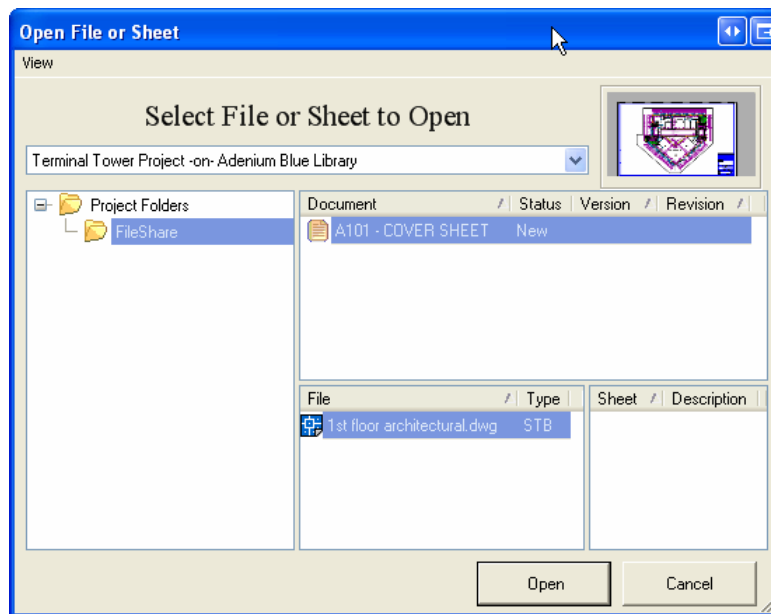 Open File or Sheet
View
Select File or Sheet to Open
Terminal Tower Project -on- Adenium Blue Library
Project Folders
FileShare
Document / Status Version / Revision /
A101 - COVER SHEET New
File / Type
1st floor architectural.dwg STB
Sheet / Description
Open Cancel